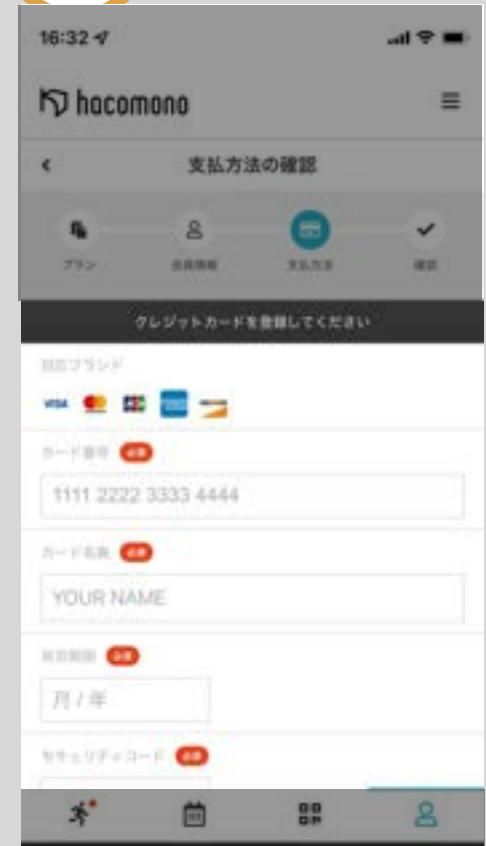 16:32
hacomono
支払方法の確認
プラン
会員情報
支払方法
確認
クレジットカードを登録してください
対応ブランド
VISA
JCB
カード番号 必須
1111 2222 3333 4444
カード名義 必須
YOUR NAME
有効期限 必須
月 / 年
セキュリティコード 必須